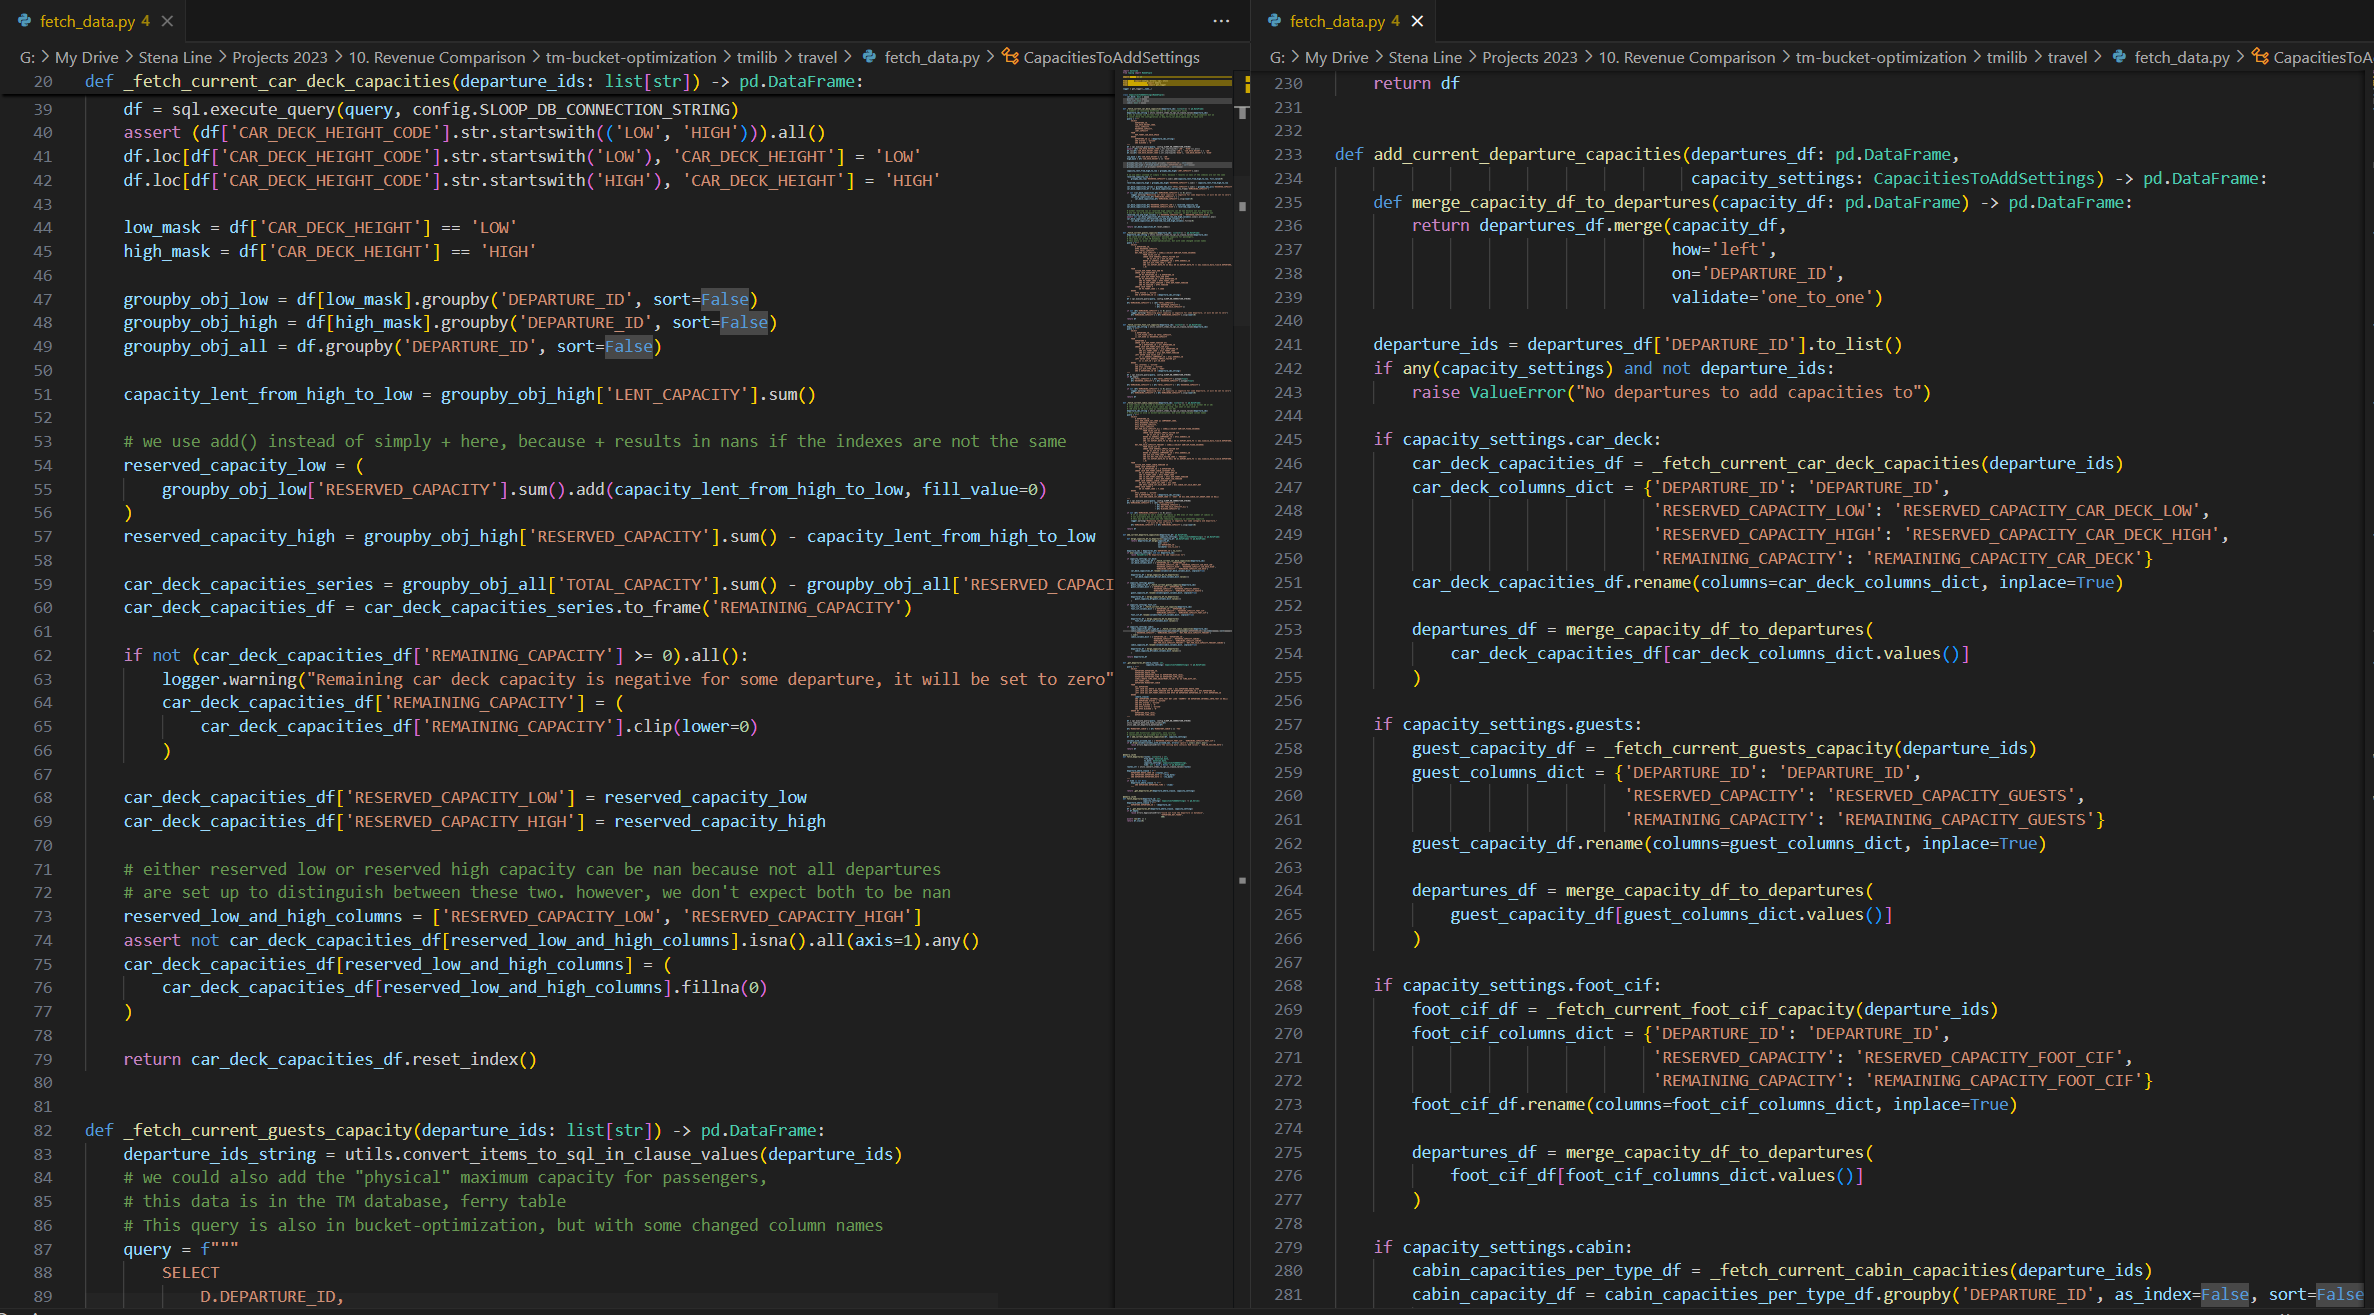 fetch_data.py 4
G: > My Drive > Stena Line > Projects 2023 > 10. Revenue Comparison > tm-bucket-optimization > tmilib > travel > fetch_data.py > CapacitiesToAddSettings
20 def _fetch_current_car_deck_capacities(departure_ids: list[str]) -> pd.DataFrame:
39 df = sql.execute_query(query, config.SLOOP_DB_CONNECTION_STRING)
40 assert (df['CAR_DECK_HEIGHT_CODE'].str.startswith(('LOW', 'HIGH'))).all()
41 df.loc[df['CAR_DECK_HEIGHT_CODE'].str.startswith('LOW'), 'CAR_DECK_HEIGHT'] = 'LOW'
42 df.loc[df['CAR_DECK_HEIGHT_CODE'].str.startswith('HIGH'), 'CAR_DECK_HEIGHT'] = 'HIGH'
43
44 low_mask = df['CAR_DECK_HEIGHT'] == 'LOW'
45 high_mask = df['CAR_DECK_HEIGHT'] == 'HIGH'
46
47 groupby_obj_low = df[low_mask].groupby('DEPARTURE_ID', sort=False)
48 groupby_obj_high = df[high_mask].groupby('DEPARTURE_ID', sort=False)
49 groupby_obj_all = df.groupby('DEPARTURE_ID', sort=False)
50
51 capacity_lent_from_high_to_low = groupby_obj_high['LENT_CAPACITY'].sum()
52
53 # we use add() instead of simply + here, because + results in nans if the indexes are not the same
54 reserved_capacity_low = (
55 groupby_obj_low['RESERVED_CAPACITY'].sum().add(capacity_lent_from_high_to_low, fill_value=0)
56 )
57 reserved_capacity_high = groupby_obj_high['RESERVED_CAPACITY'].sum() - capacity_lent_from_high_to_low
58
59 car_deck_capacities_series = groupby_obj_all['TOTAL_CAPACITY'].sum() - groupby_obj_all['RESERVED_CAPACI
60 car_deck_capacities_df = car_deck_capacities_series.to_frame('REMAINING_CAPACITY')
61
62 if not (car_deck_capacities_df['REMAINING_CAPACITY'] >= 0).all():
63 logger.warning("Remaining car deck capacity is negative for some departure, it will be set to zero"
64 car_deck_capacities_df['REMAINING_CAPACITY'] = (
65 car_deck_capacities_df['REMAINING_CAPACITY'].clip(lower=0)
66 )
67
68 car_deck_capacities_df['RESERVED_CAPACITY_LOW'] = reserved_capacity_low
69 car_deck_capacities_df['RESERVED_CAPACITY_HIGH'] = reserved_capacity_high
70
71 # either reserved low or reserved high capacity can be nan because not all departures
72 # are set up to distinguish between these two. however, we don't expect both to be nan
73 reserved_low_and_high_columns = ['RESERVED_CAPACITY_LOW', 'RESERVED_CAPACITY_HIGH']
74 assert not car_deck_capacities_df[reserved_low_and_high_columns].isna().all(axis=1).any()
75 car_deck_capacities_df[reserved_low_and_high_columns] = (
76 car_deck_capacities_df[reserved_low_and_high_columns].fillna(0)
77 )
78
79 return car_deck_capacities_df.reset_index()
80
81
82 def _fetch_current_guests_capacity(departure_ids: list[str]) -> pd.DataFrame:
83 departure_ids_string = utils.convert_items_to_sql_in_clause_values(departure_ids)
84 # we could also add the "physical" maximum capacity for passengers,
85 # this data is in the TM database, ferry table
86 # This query is also in bucket-optimization, but with some changed column names
87 query = f"""
88 SELECT
89 D.DEPARTURE_ID,
fetch_data.py 4
G: > My Drive > Stena Line > Projects 2023 > 10. Revenue Comparison > tm-bucket-optimization > tmilib > travel > fetch_data.py > CapacitiesToA
230 return df
231
232
233 def add_current_departure_capacities(departures_df: pd.DataFrame,
234 capacity_settings: CapacitiesToAddSettings) -> pd.DataFrame:
235 def merge_capacity_df_to_departures(capacity_df: pd.DataFrame) -> pd.DataFrame:
236 return departures_df.merge(capacity_df,
237 how='left',
238 on='DEPARTURE_ID',
239 validate='one_to_one')
240
241 departure_ids = departures_df['DEPARTURE_ID'].to_list()
242 if any(capacity_settings) and not departure_ids:
243 raise ValueError("No departures to add capacities to")
244
245 if capacity_settings.car_deck:
246 car_deck_capacities_df = _fetch_current_car_deck_capacities(departure_ids)
247 car_deck_columns_dict = {'DEPARTURE_ID': 'DEPARTURE_ID',
248 'RESERVED_CAPACITY_LOW': 'RESERVED_CAPACITY_CAR_DECK_LOW',
249 'RESERVED_CAPACITY_HIGH': 'RESERVED_CAPACITY_CAR_DECK_HIGH',
250 'REMAINING_CAPACITY': 'REMAINING_CAPACITY_CAR_DECK'}
251 car_deck_capacities_df.rename(columns=car_deck_columns_dict, inplace=True)
252
253 departures_df = merge_capacity_df_to_departures(
254 car_deck_capacities_df[car_deck_columns_dict.values()]
255 )
256
257 if capacity_settings.guests:
258 guest_capacity_df = _fetch_current_guests_capacity(departure_ids)
259 guest_columns_dict = {'DEPARTURE_ID': 'DEPARTURE_ID',
260 'RESERVED_CAPACITY': 'RESERVED_CAPACITY_GUESTS',
261 'REMAINING_CAPACITY': 'REMAINING_CAPACITY_GUESTS'}
262 guest_capacity_df.rename(columns=guest_columns_dict, inplace=True)
263
264 departures_df = merge_capacity_df_to_departures(
265 guest_capacity_df[guest_columns_dict.values()]
266 )
267
268 if capacity_settings.foot_cif:
269 foot_cif_df = _fetch_current_foot_cif_capacity(departure_ids)
270 foot_cif_columns_dict = {'DEPARTURE_ID': 'DEPARTURE_ID',
271 'RESERVED_CAPACITY': 'RESERVED_CAPACITY_FOOT_CIF',
272 'REMAINING_CAPACITY': 'REMAINING_CAPACITY_FOOT_CIF'}
273 foot_cif_df.rename(columns=foot_cif_columns_dict, inplace=True)
274
275 departures_df = merge_capacity_df_to_departures(
276 foot_cif_df[foot_cif_columns_dict.values()]
277 )
278
279 if capacity_settings.cabin:
280 cabin_capacities_per_type_df = _fetch_current_cabin_capacities(departure_ids)
281 cabin_capacity_df = cabin_capacities_per_type_df.groupby('DEPARTURE_ID', as_index=False, sort=False